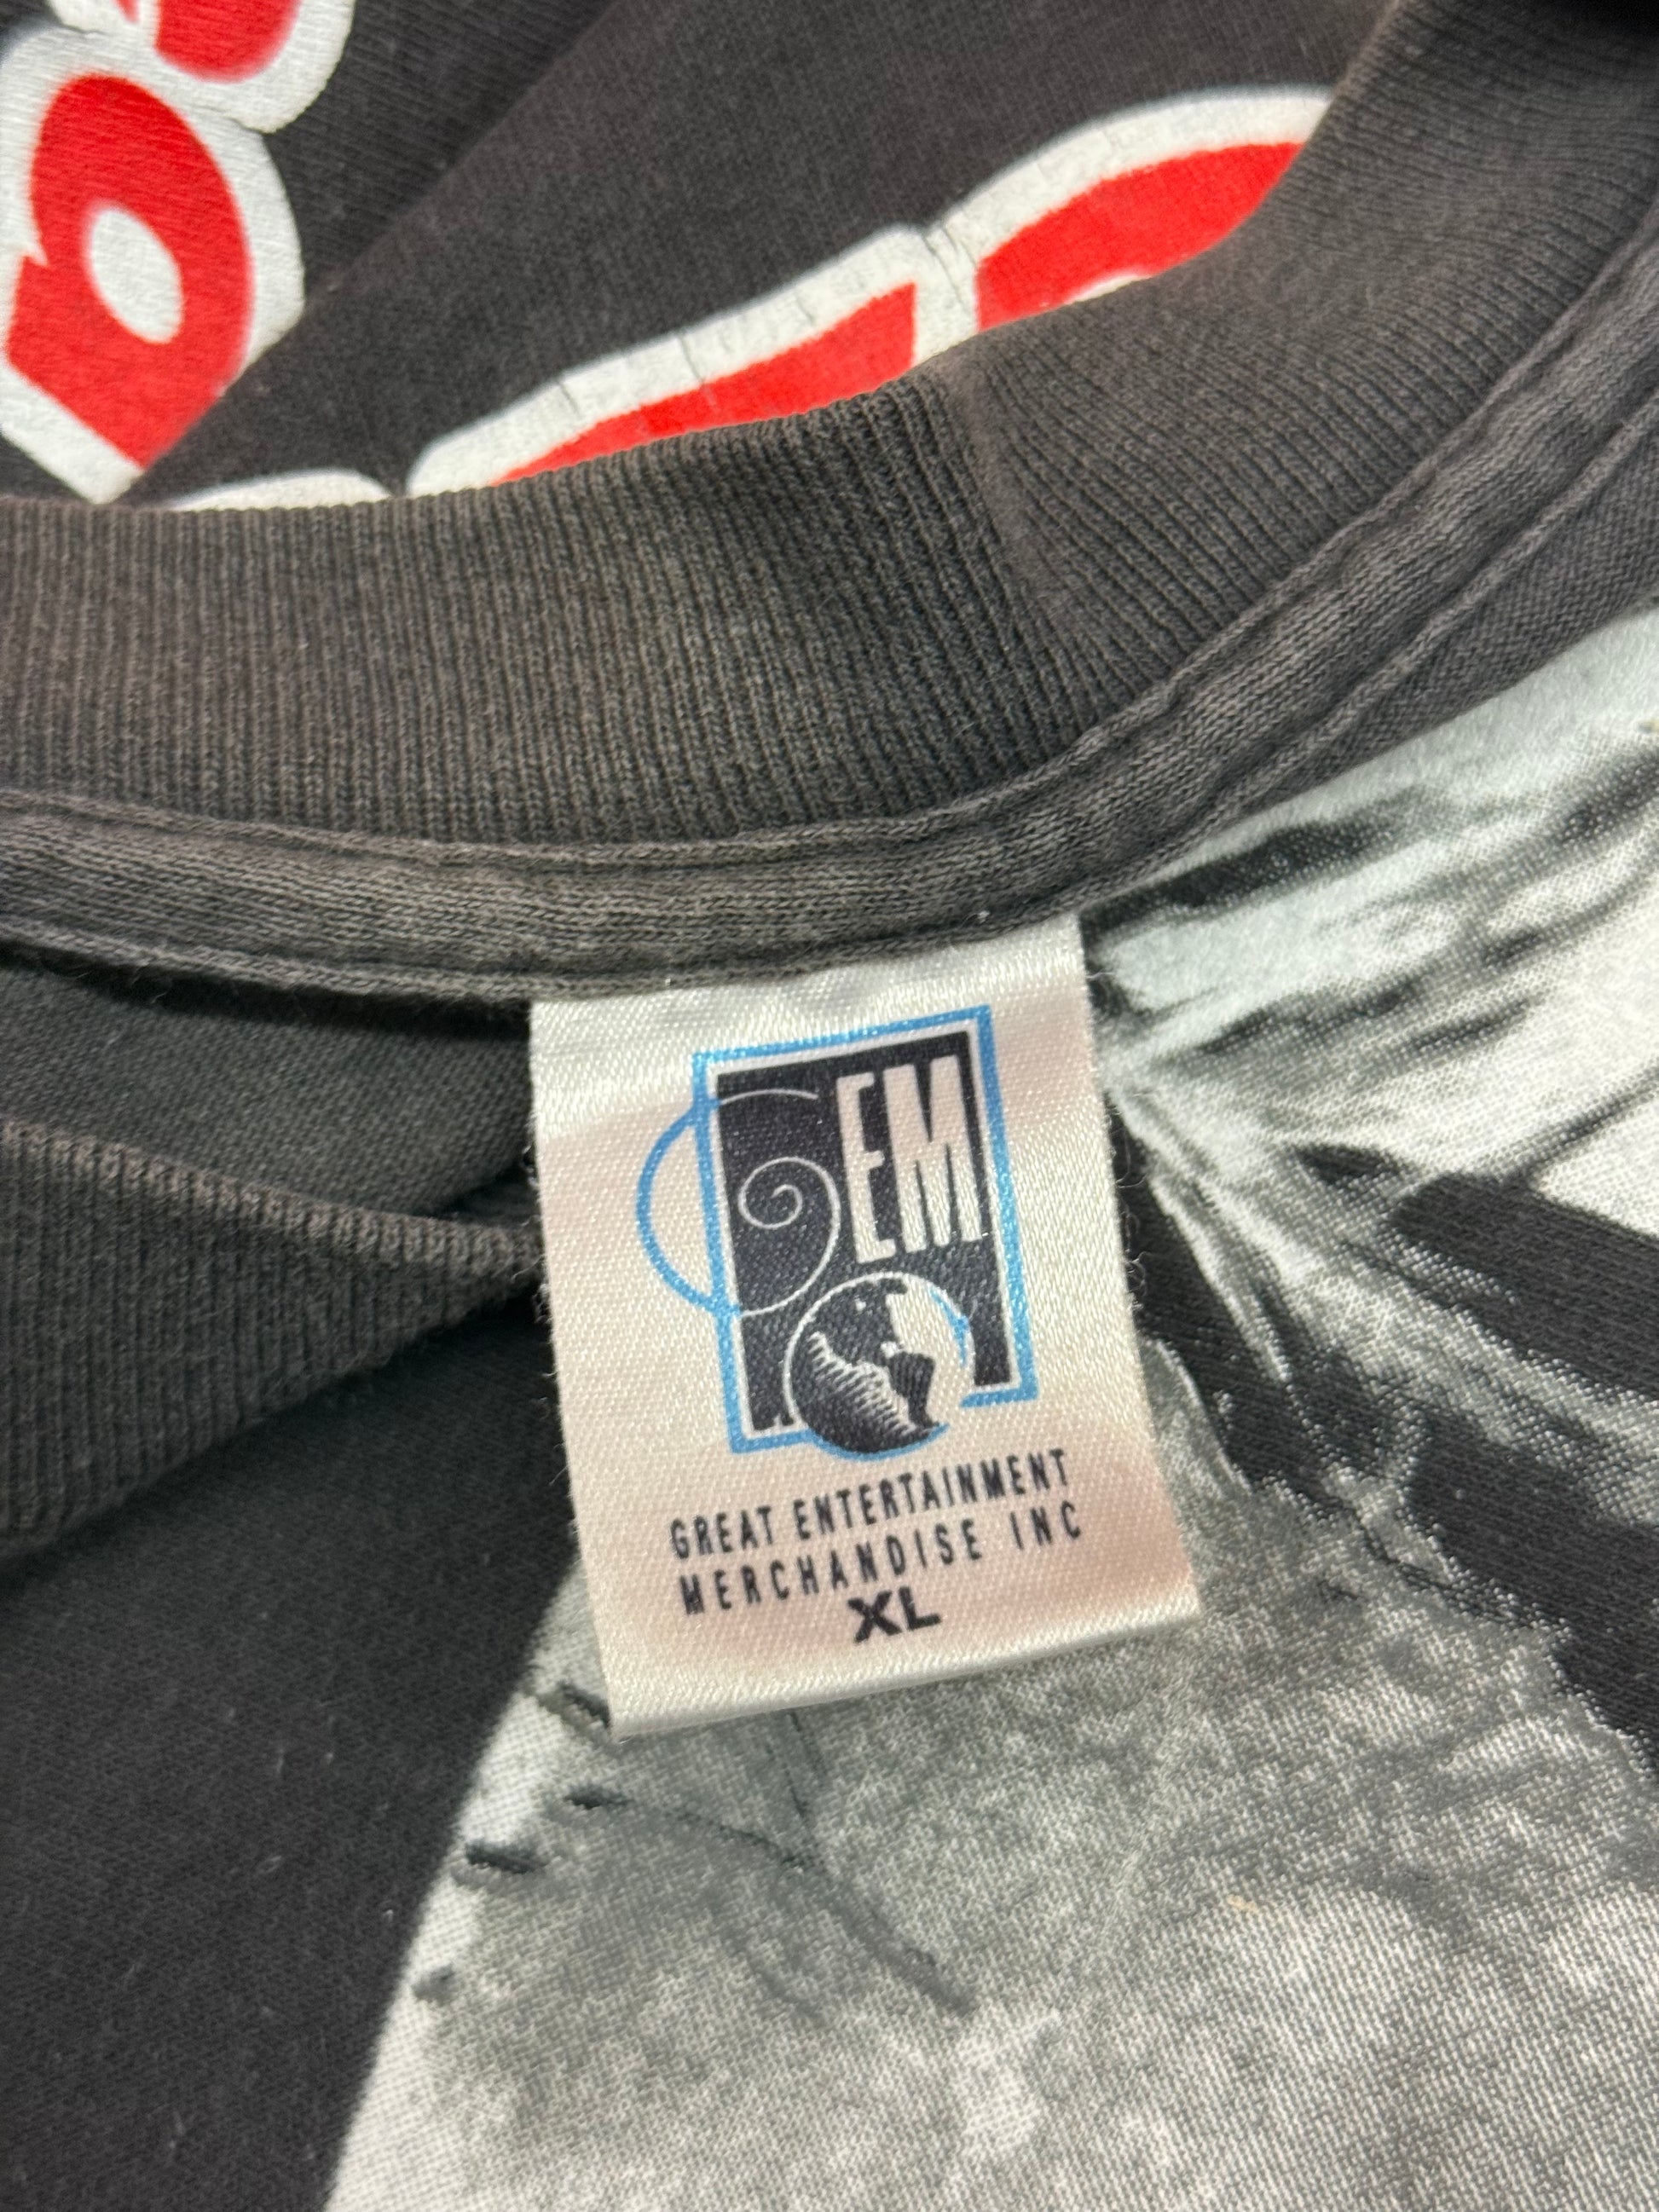 GEM
GREAT ENTERTAINMENT
MERCHANDISE INC
XL